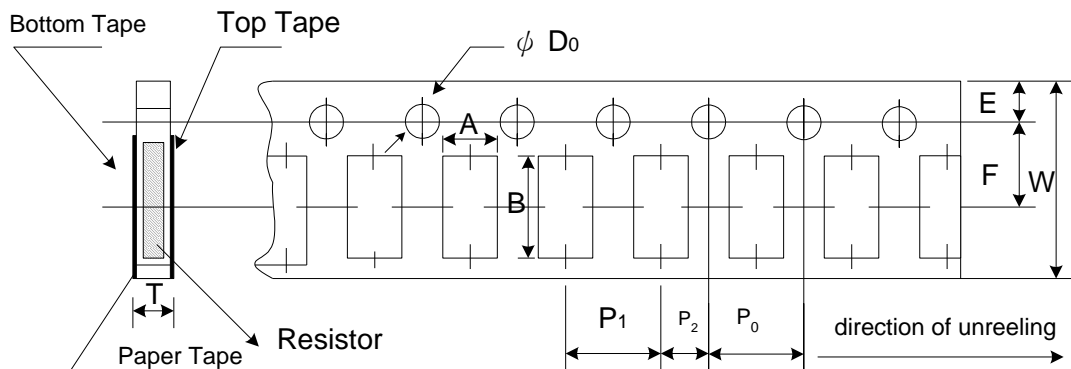 Bottom Tape
Top Tape
ψ D0
E
A
F
W
B
T
P1
P2
P0
direction of unreeling
Resistor
Paper Tape